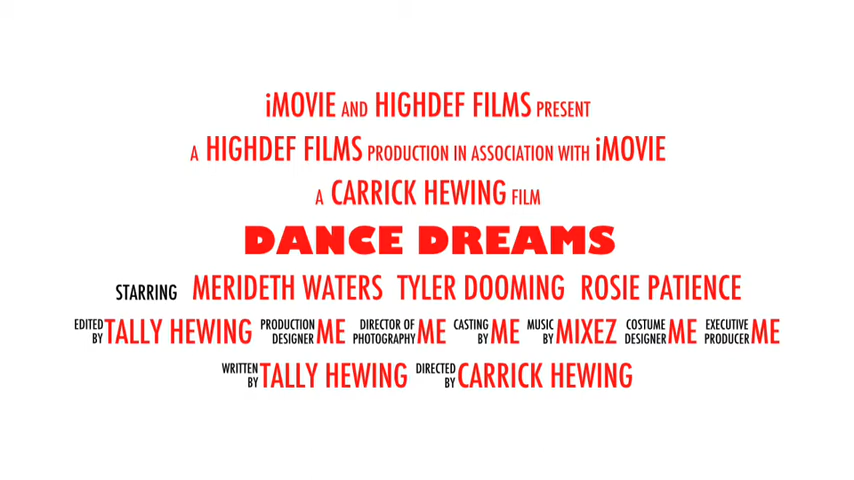 iMOVIE AND HIGHDEF FILMS PRESENT
A HIGHDEF FILMS PRODUCTION IN ASSOCIATION WITH iMOVIE
A CARRICK HEWING FILM
DANCE DREAMS
STARRING MERIDETH WATERS TYLER DOOMING ROSIE PATIENCE
EDITED BY TALLY HEWING PRODUCTION DESIGNER ME DIRECTOR OF PHOTOGRAPHY ME CASTING BY ME MUSIC BY MIXEZ COSTUME DESIGNER ME EXECUTIVE PRODUCER ME
WRITTEN BY TALLY HEWING DIRECTED BY CARRICK HEWING